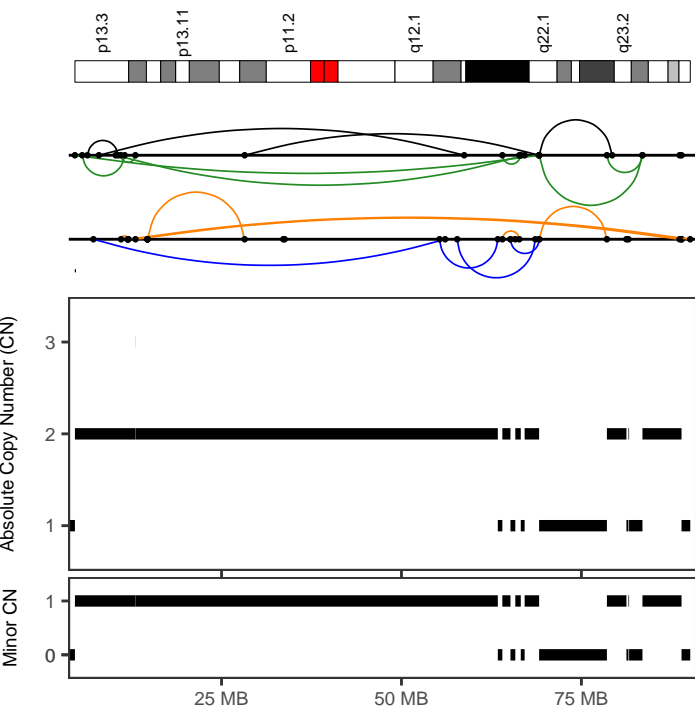 p13.3
p13.11
p11.2
q12.1
q22.1
q23.2
Absolute Copy Number (CN)
3
2
1
Minor CN
1
0
25 MB
50 MB
75 MB